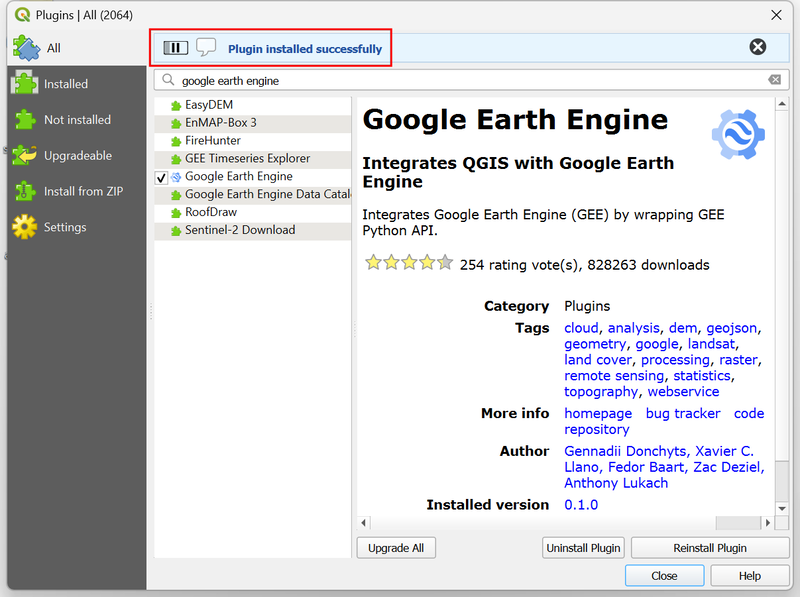 Plugins | All (2064)
All
Installed
Not installed
Upgradeable
Install from ZIP
Settings
Plugin installed successfully
google earth engine
EasyDEM
EnMAP-Box 3
FireHunter
GEE Timeseries Explorer
Google Earth Engine
Google Earth Engine Data Catal
RoofDraw
Sentinel-2 Download
Google Earth Engine
Integrates QGIS with Google Earth
Engine
Integrates Google Earth Engine (GEE) by wrapping GEE
Python API.
254 rating vote(s), 828263 downloads
Category Plugins
Tags cloud, analysis, dem, geojson,
geometry, google, landsat,
land cover, processing, raster,
remote sensing, statistics,
topography, webservice
More info homepage bug tracker code
repository
Author Gennadii Donchyts, Xavier C.
Llano, Fedor Baart, Zac Deziel,
Anthony Lukach
Installed version 0.1.0
Upgrade All Uninstall Plugin Reinstall Plugin
Close Help